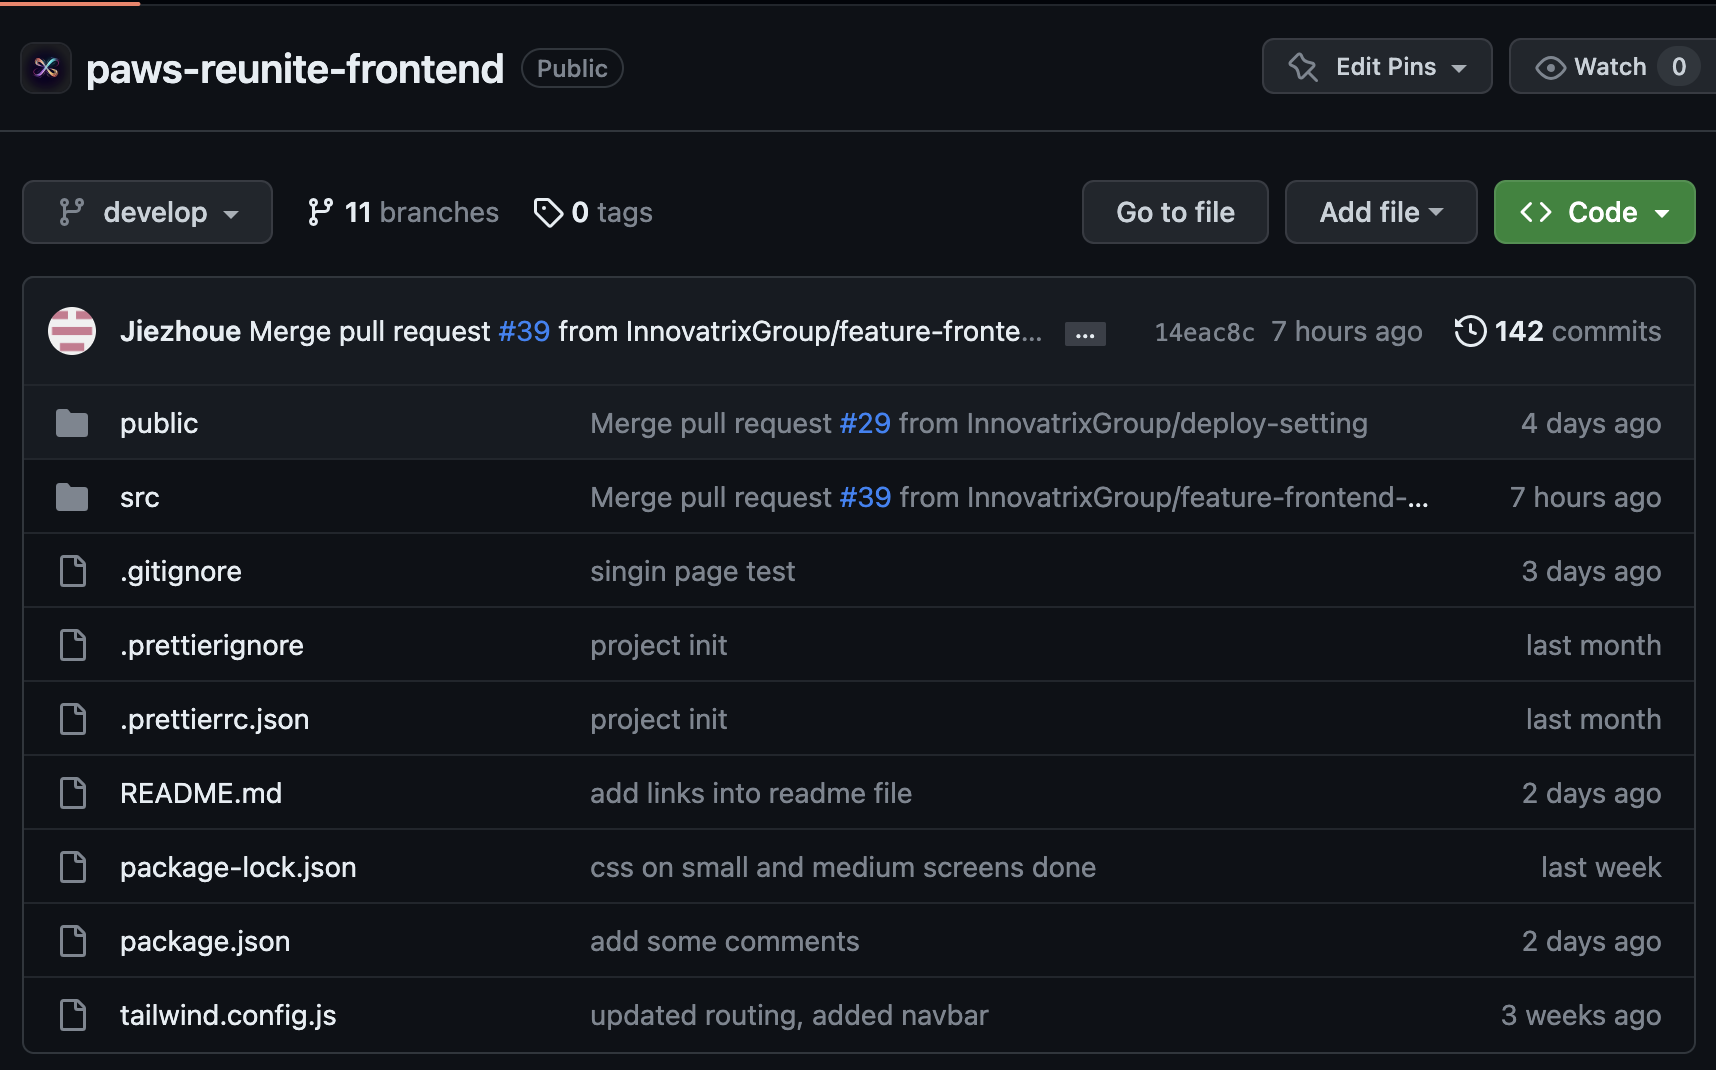 paws-reunite-frontend Public Edit Pins Watch 0
develop 11 branches 0 tags Go to file Add file Code
Jiezhoue Merge pull request #39 from InnovatrixGroup/feature-fronte... ... 14eac8c 7 hours ago 142 commits
public Merge pull request #29 from InnovatrixGroup/deploy-setting 4 days ago
src Merge pull request #39 from InnovatrixGroup/feature-frontend-... 7 hours ago
.gitignore singin page test 3 days ago
.prettierignore project init last month
.prettierrc.json project init last month
README.md add links into readme file 2 days ago
package-lock.json css on small and medium screens done last week
package.json add some comments 2 days ago
tailwind.config.js updated routing, added navbar 3 weeks ago